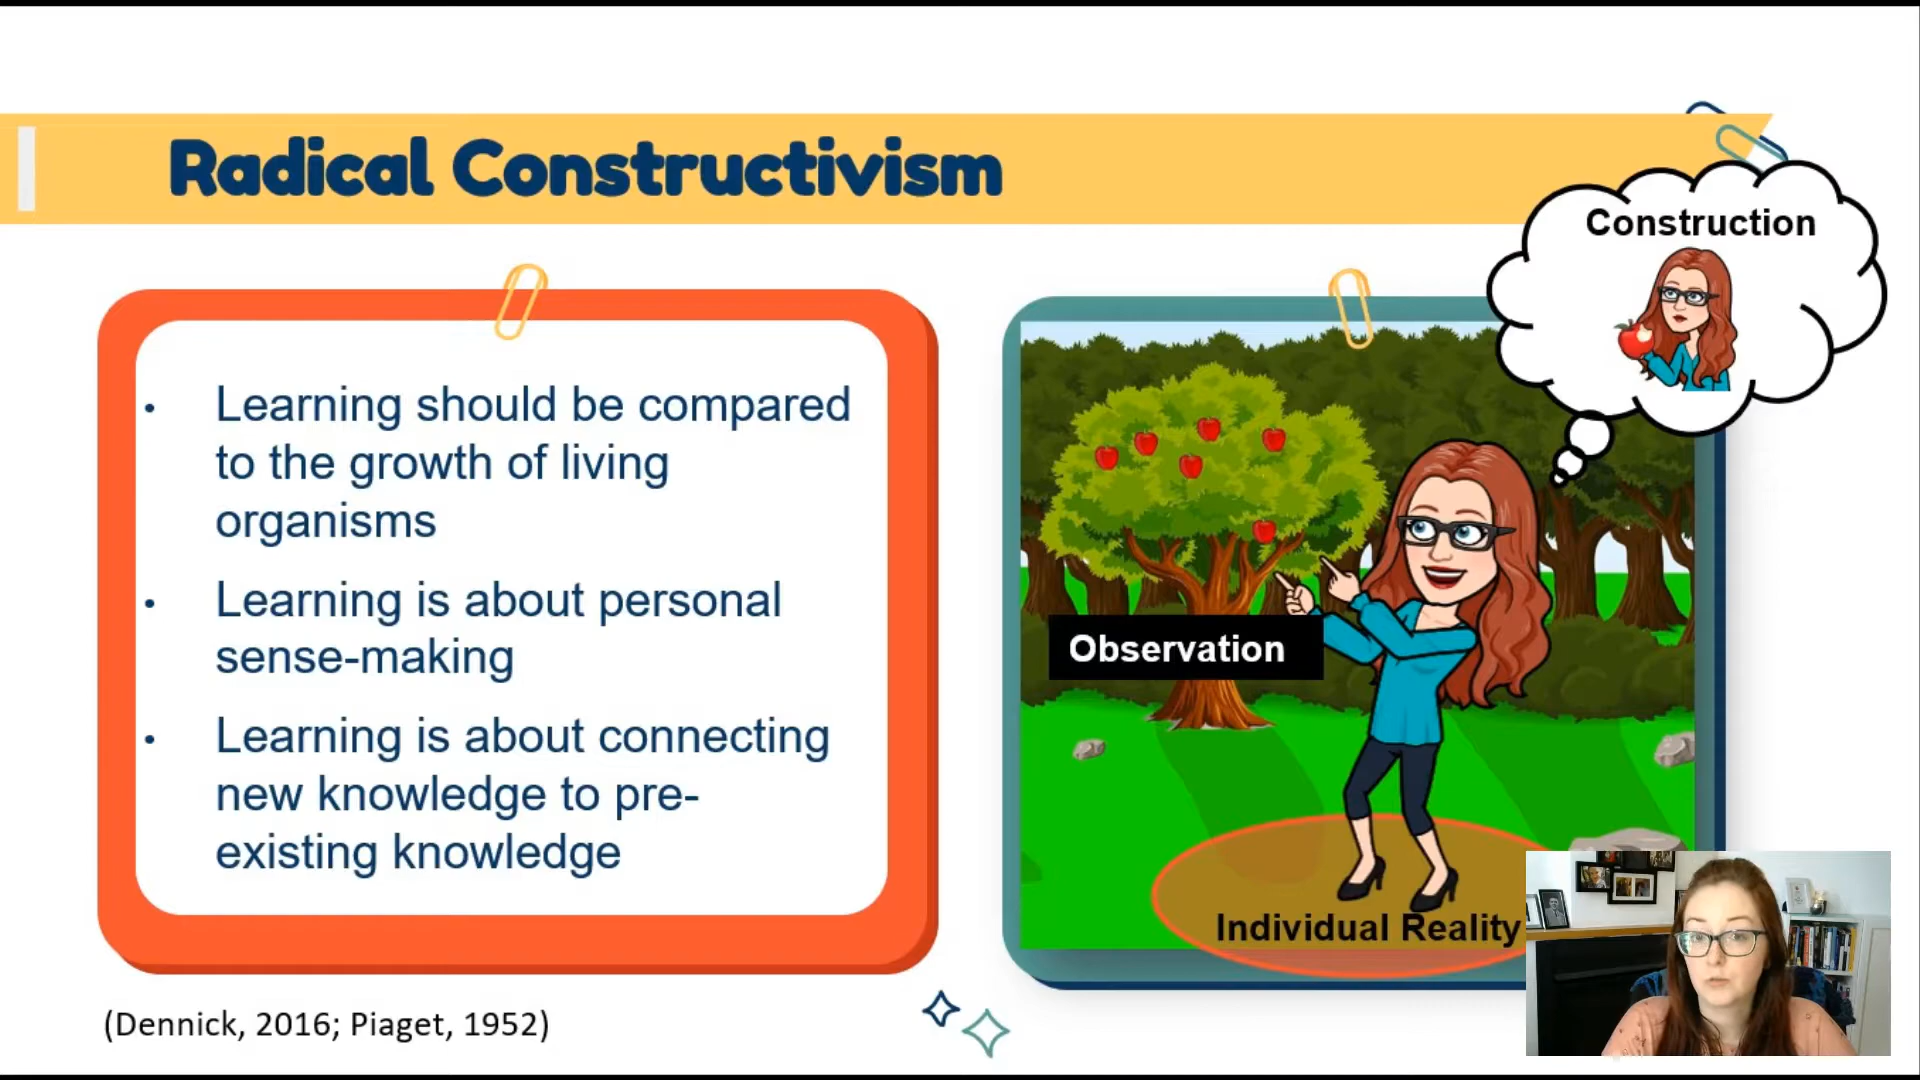 Radical Constructivism
Construction
• Learning should be compared
to the growth of living
organisms
• Learning is about personal
sense-making
• Learning is about connecting
new knowledge to pre-
existing knowledge
Observation
Individual Reality
(Dennick, 2016; Piaget, 1952)